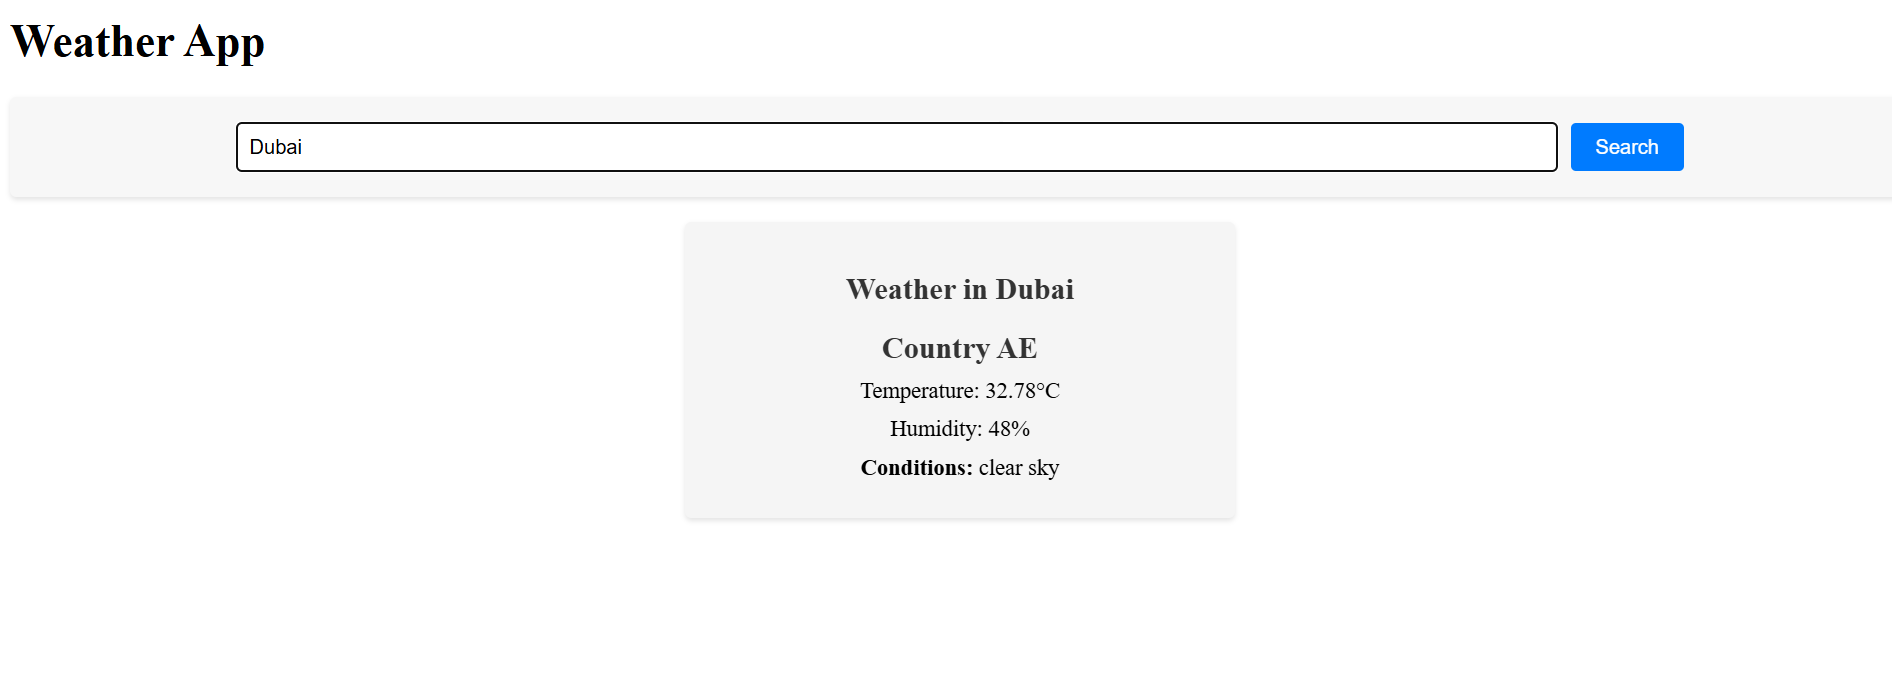 Weather App
Dubai Search
Weather in Dubai
Country AE
Temperature: 32.78°C
Humidity: 48%
Conditions: clear sky